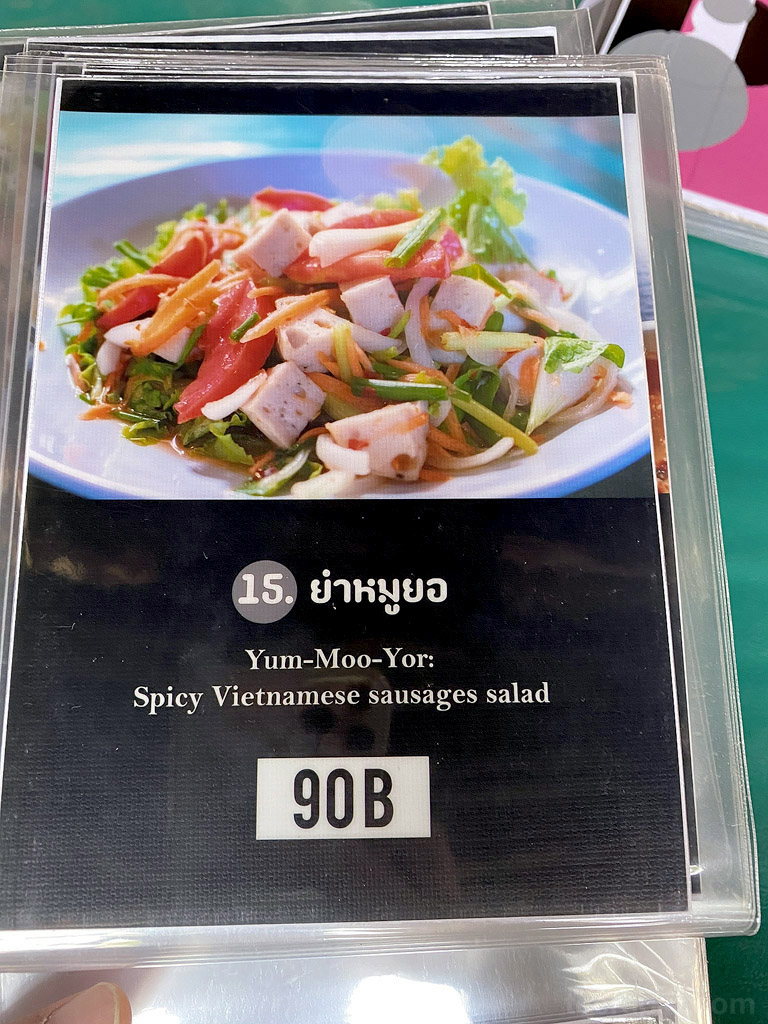 15. ยำหมูยอ
Yum-Moo-Yor:
Spicy Vietnamese sausages salad
90B